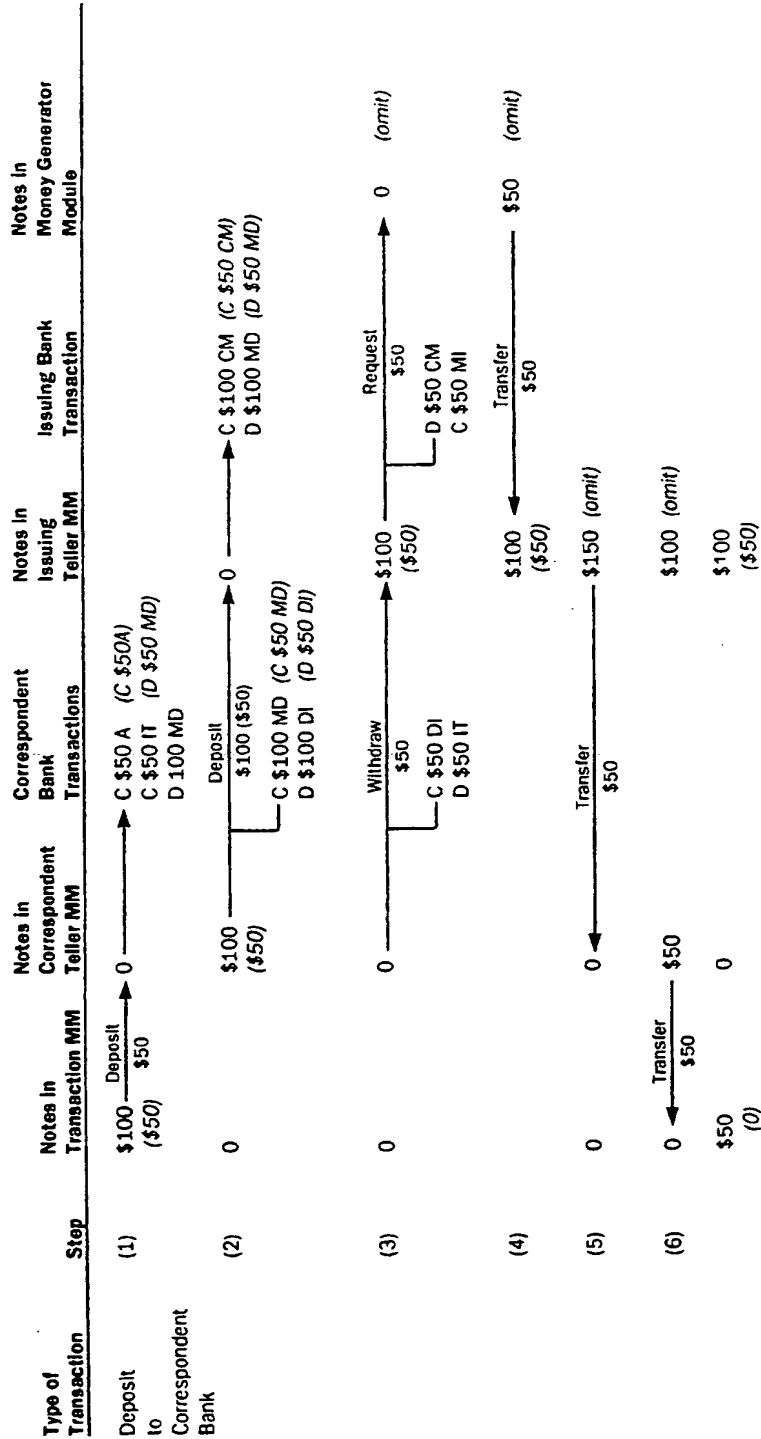 Type of
Transaction
Step
Notes in
Transaction MM
Notes in
Correspondent
Teller MM
Correspondent
Bank
Transactions
Notes in
Issuing
Teller MM
Issuing Bank
Transaction
Notes in
Money Generator
Module
Deposit
to
Correspondent
Bank
(1)
$100
($50)
Deposit
$50
0
C $50 A (C $50A)
C $50 IT (D $50 MD)
D 100 MD
(2)
0
$100
($50)
Deposit
$100 ($50)
C $100 MD (C $50 MD)
D $100 DI (D $50 DI)
0
C $100 CM (C $50 CM)
D $100 MD (D $50 MD)
(3)
0
0
Withdraw
$50
C $50 DI
D $50 IT
$100
($50)
Request
$50
D $50 CM
C $50 MI
0 (omit)
(4)
$100
($50)
Transfer
$50
$50 (omit)
(5)
0
0
Transfer
$50
$150 (omit)
(6)
0
Transfer
$50
$50
$100 (omit)
$50
(0)
0
$100
($50)